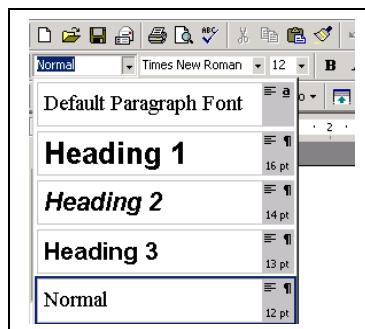 ABC
Normal Times New Roman 12 B
Default Paragraph Font a
2
Heading 1
16 pt
Heading 2
14 pt
Heading 3
13 pt
Normal
12 pt